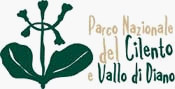 Parco Nazionale
del Cilento
e Vallo di Diano